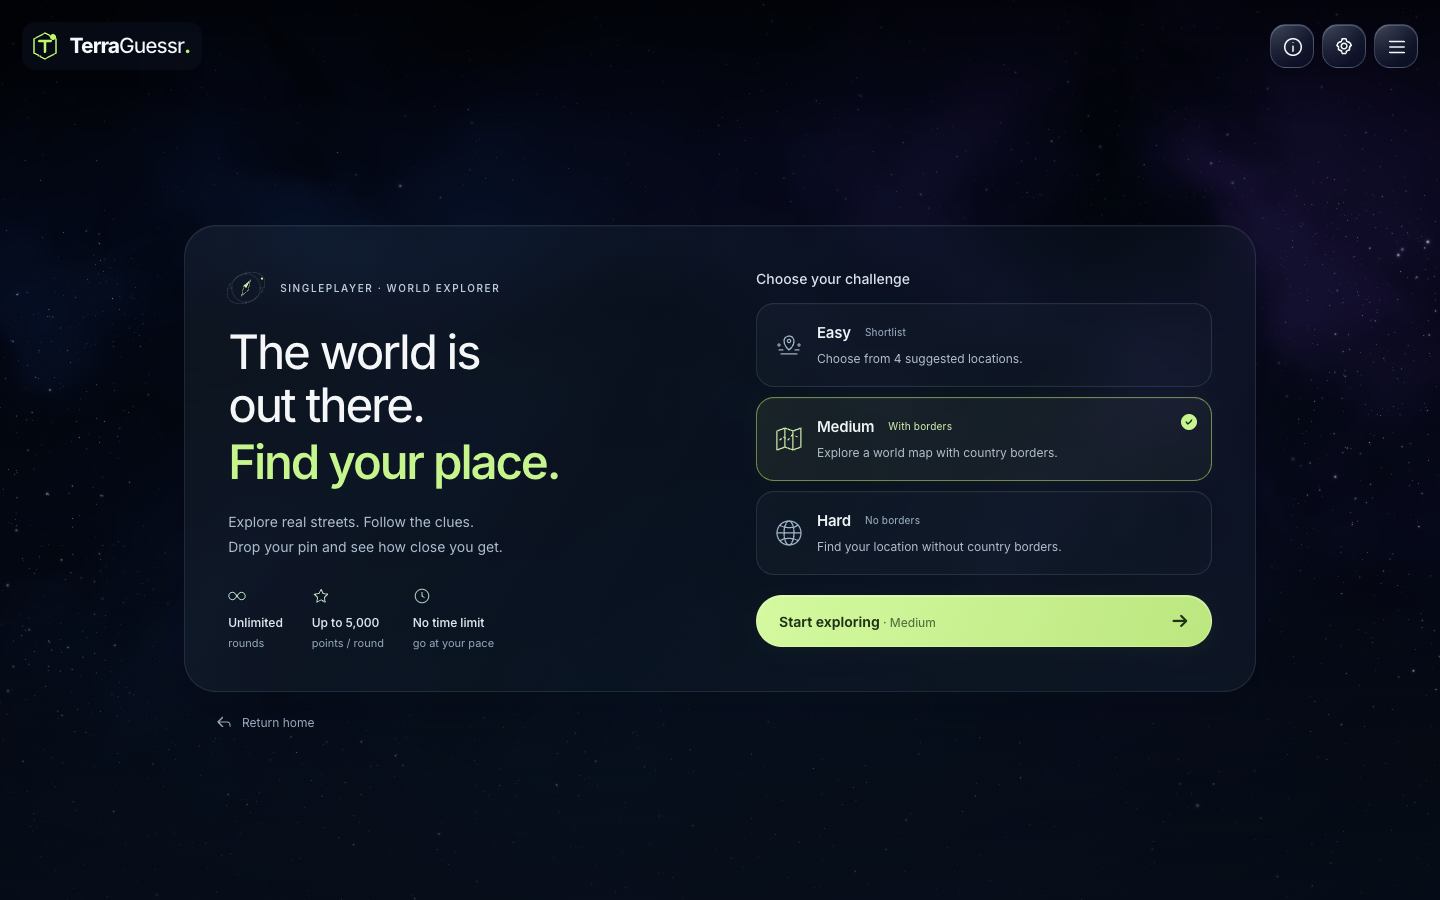 TerraGuessr.
SINGLEPLAYER · WORLD EXPLORER
The world is
out there.
Find your place.
Explore real streets. Follow the clues.
Drop your pin and see how close you get.
Unlimited
rounds
Up to 5,000
points / round
No time limit
go at your pace
Choose your challenge
Easy Shortlist
Choose from 4 suggested locations.
Medium With borders
Explore a world map with country borders.
Hard No borders
Find your location without country borders.
Start exploring · Medium
Return home